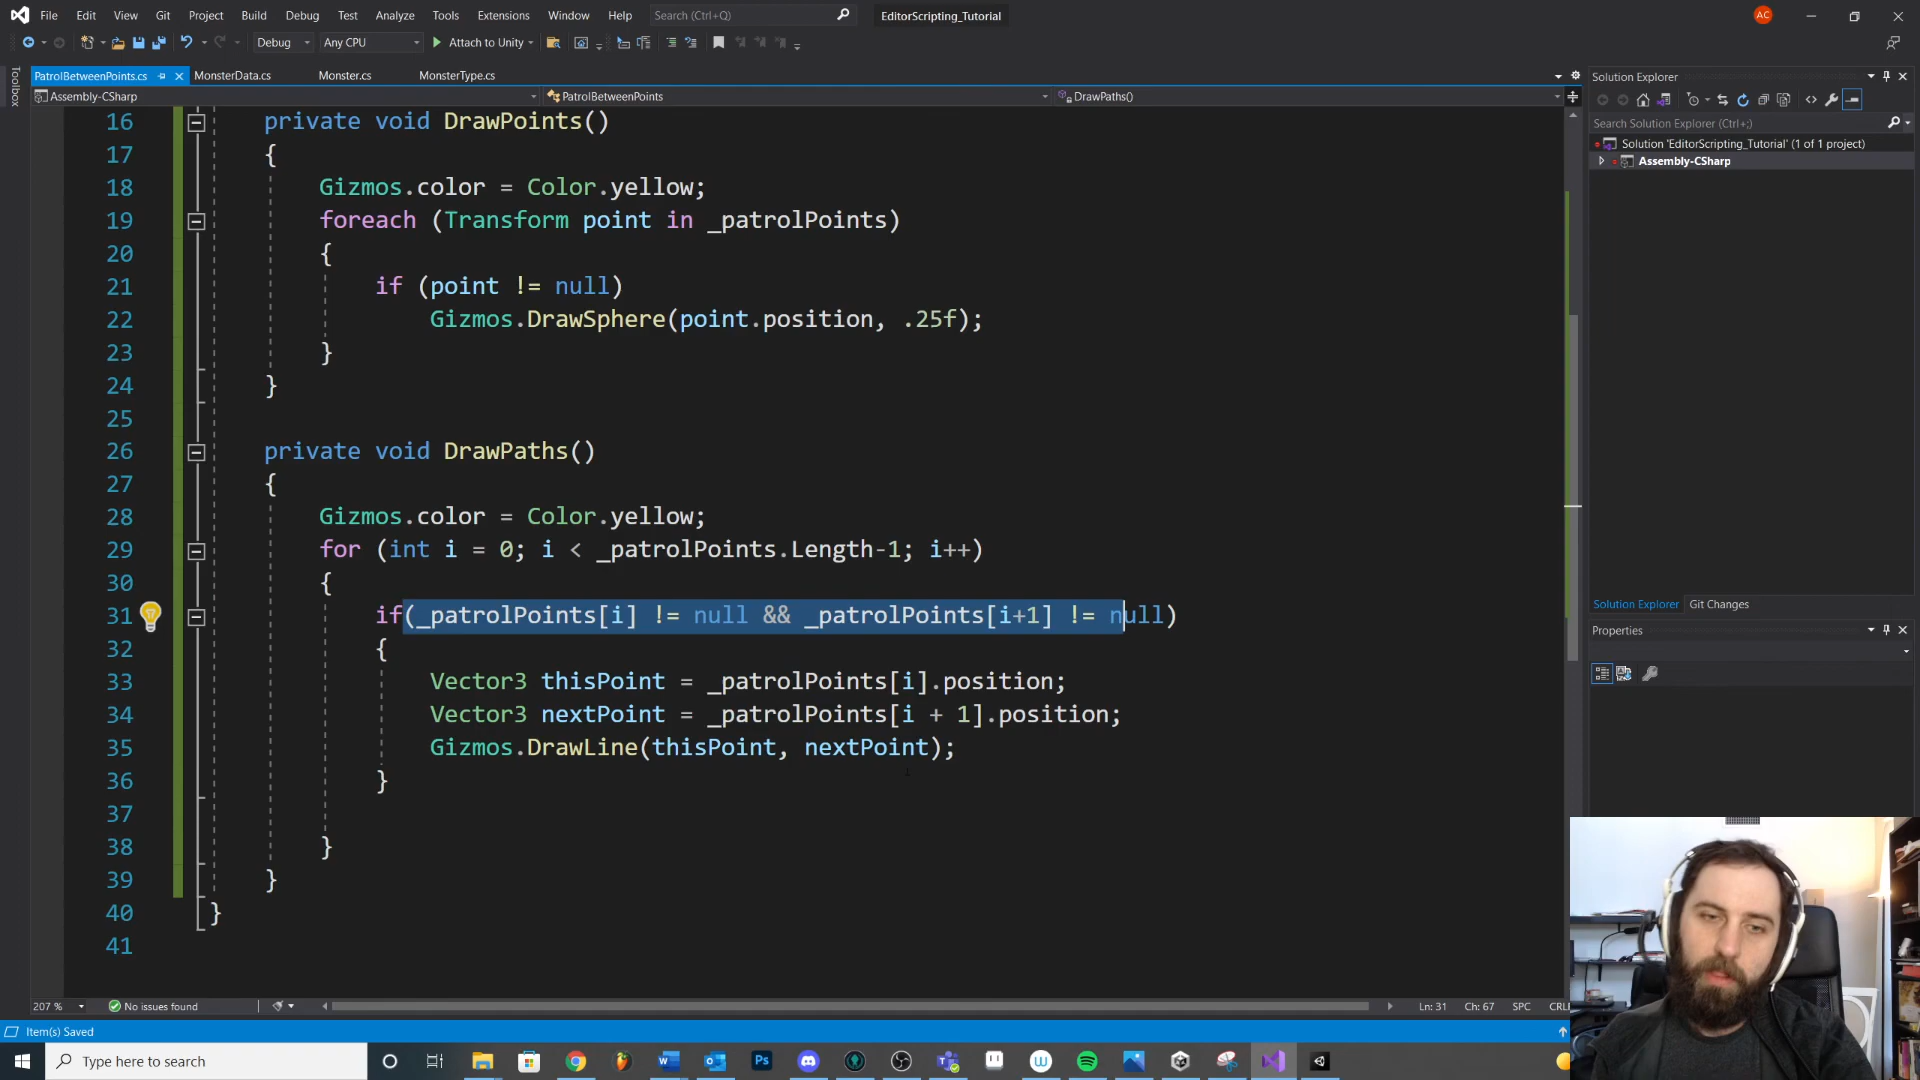 File Edit View Git Project Build Debug Test Analyze Tools Extensions Window Help Search (Ctrl+Q) EditorScripting_Tutorial AC
Debug Any CPU Attach to Unity
Toolbox
PatrolBetweenPoints.cs MonsterData.cs Monster.cs MonsterType.cs
Assembly-CSharp PatrolBetweenPoints DrawPaths()
16 private void DrawPoints()
17 {
18 Gizmos.color = Color.yellow;
19 foreach (Transform point in _patrolPoints)
20 {
21 if (point != null)
22 Gizmos.DrawSphere(point.position, .25f);
23 }
24 }
25
26 private void DrawPaths()
27 {
28 Gizmos.color = Color.yellow;
29 for (int i = 0; i < _patrolPoints.Length-1; i++)
30 {
31 if(_patrolPoints[i] != null && _patrolPoints[i+1] != null)
32 {
33 Vector3 thisPoint = _patrolPoints[i].position;
34 Vector3 nextPoint = _patrolPoints[i + 1].position;
35 Gizmos.DrawLine(thisPoint, nextPoint);
36 }
37
38 }
39 }
40 }
41
207 % No issues found Ln: 31 Ch: 67 SPC CRL
Solution Explorer
Search Solution Explorer (Ctrl+;)
Solution 'EditorScripting_Tutorial' (1 of 1 project)
Assembly-CSharp
Solution Explorer Git Changes
Properties
Item(s) Saved
Type here to search